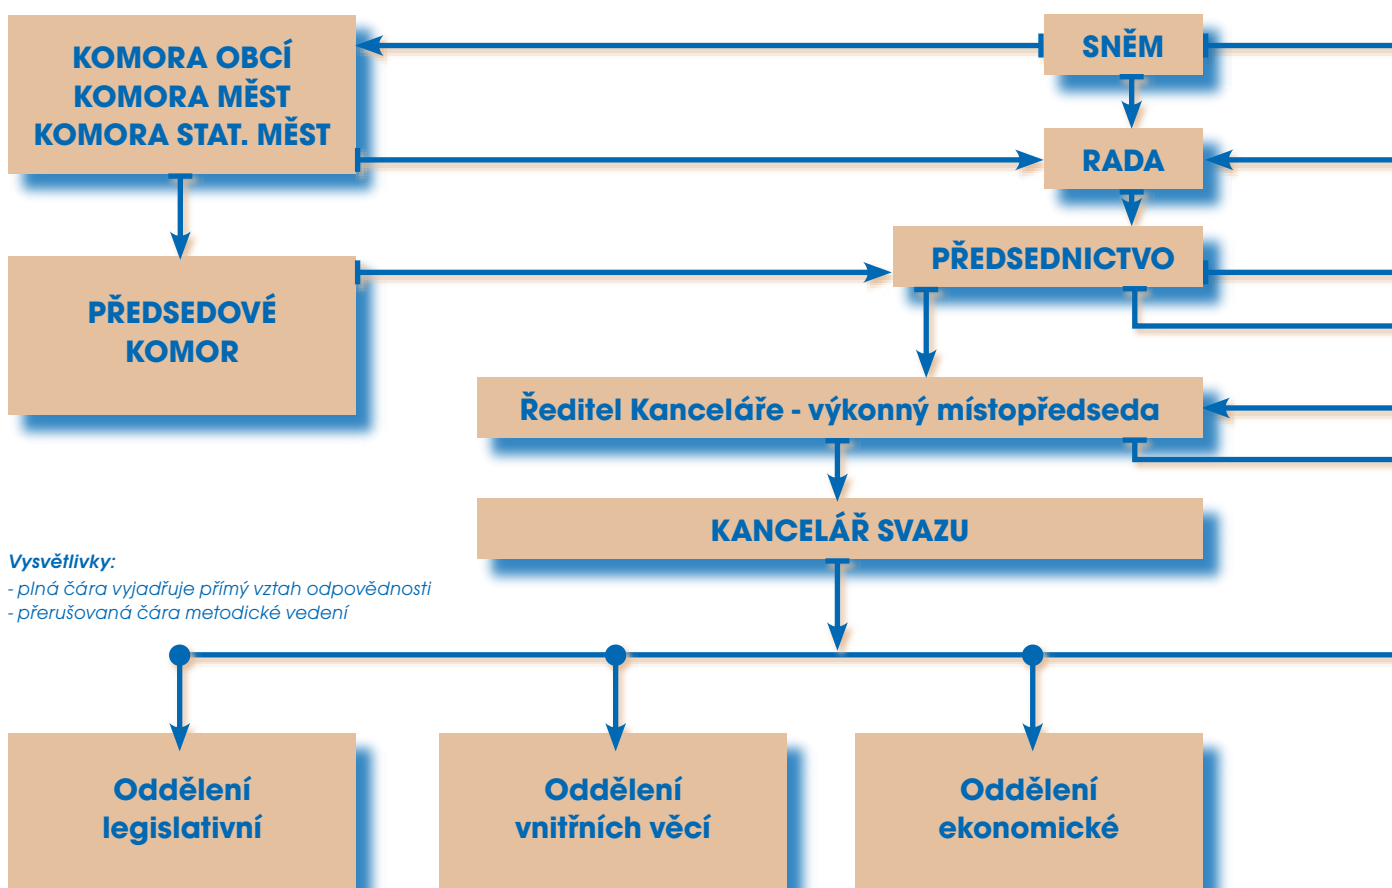 KOMORA OBCÍ
KOMORA MĚST
KOMORA STAT. MĚST
SNĚM
RADA
PŘEDSEDNICTVO
PŘEDSEDOVÉ
KOMOR
Ředitel Kanceláře - výkonný místopředseda
KANCELÁŘ SVAZU
Vysvětlivky:
- plná čára vyjadřuje přímý vztah odpovědnosti
- přerušovaná čára metodické vedení
Oddělení
legislativní
Oddělení
vnitřních věcí
Oddělení
ekonomické